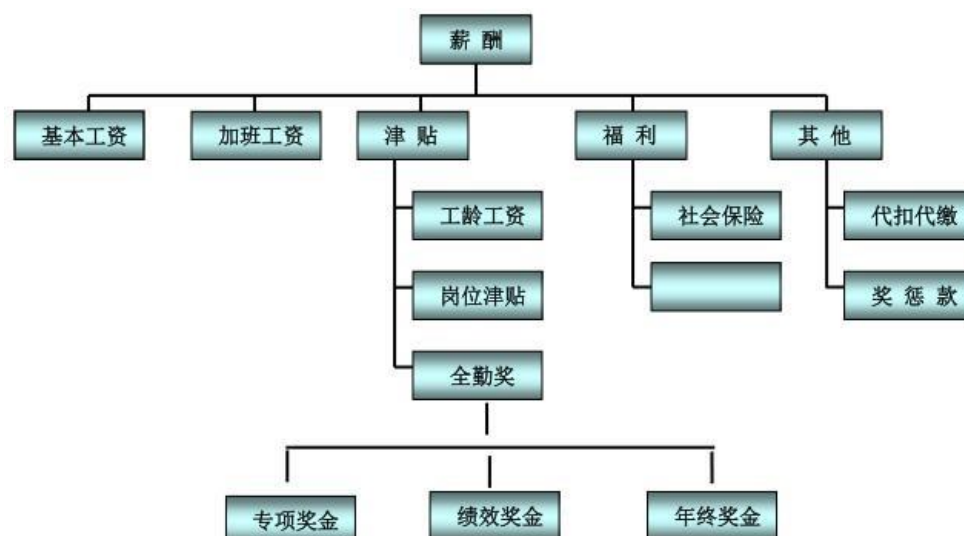 薪 酬
基本工资
加班工资
津 贴
福 利
其 他
工龄工资
社会保险
代扣代缴
岗位津贴
奖 惩 款
全勤奖
专项奖金
绩效奖金
年终奖金